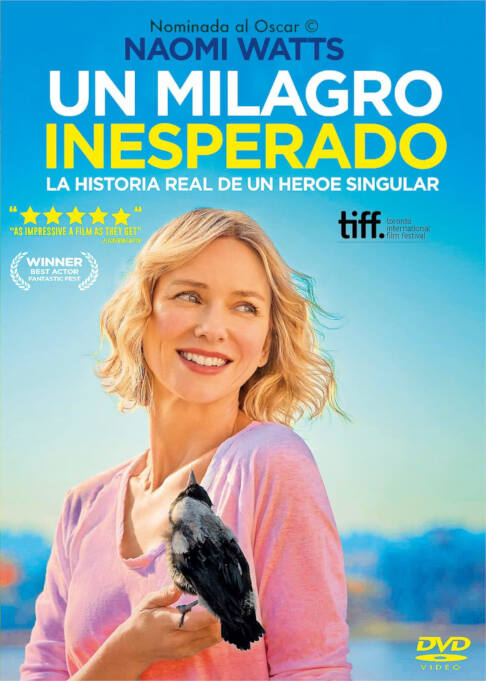 Nominada al Oscar ©
NAOMI WATTS
UN MILAGRO
INESPERADO
LA HISTORIA REAL DE UN HEROE SINGULAR
"AS IMPRESSIVE A FILM AS THEY GET"
WINNER
BEST ACTOR
FANTASTIC FEST
tiff.
toronto
international
film festival
DVD
VIDEO